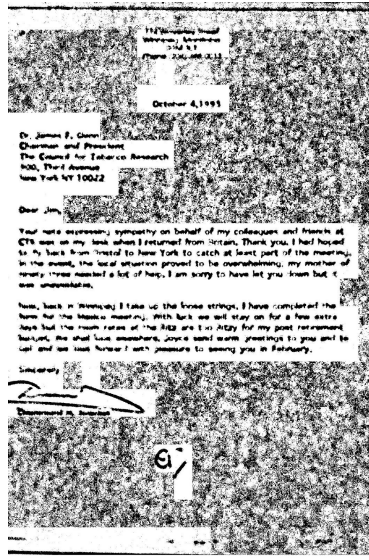 October 4,1995
Dr. James F. Glenn
Chairman and President
The Council for Tobacco Research
900, Third Avenue
New York NY 10022
Dear Jim,
Your note expressing sympathy on behalf of my colleagues and friends at
CTR was on my desk when I returned from Britain. Thank you. I had hoped
to fly back from Bristol to New York to catch at least part of the meeting.
In the event, the local situation proved to be overwhelming, my mother of
ninety three needed a lot of help, I am sorry to have let you down but it
was unavoidable.
Now, back in Winnipeg I take up the loose strings, I have completed the
form for the Mexico meeting. With luck we will stay on for a few extra
days but the room rates at the Ritz are too Ritzy for my post retirement
budget. We shall look elsewhere. Joyce send warm greetings to you and to
and we look forward with pleasure to seeing you in February.
Sincerely